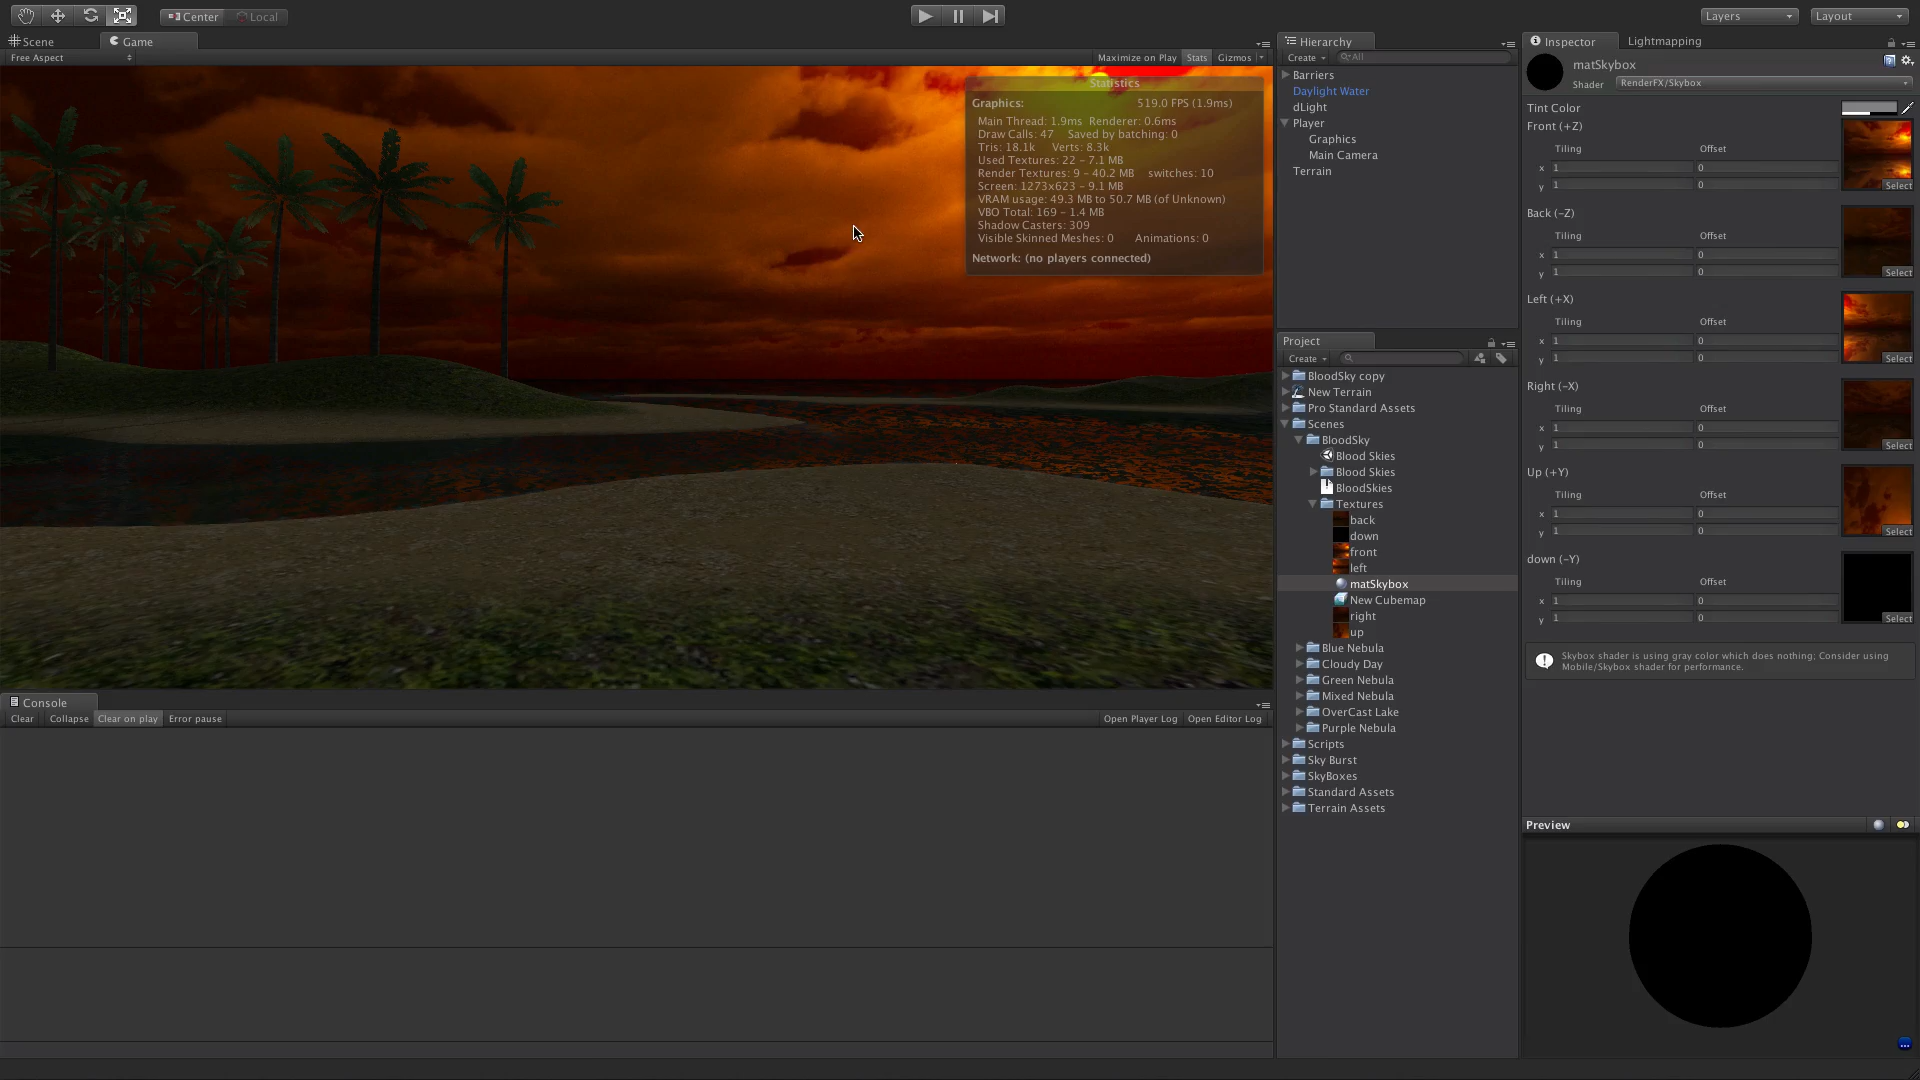 Center
Local
Layers
Layout
Scene
Game
Free Aspect
Maximize on Play
Stats
Gizmos
Statistics
Graphics: 519.0 FPS (1.9ms)
Main Thread: 1.9ms Renderer: 0.6ms
Draw Calls: 47 Saved by batching: 0
Tris: 18.1k Verts: 8.3k
Used Textures: 22 - 7.1 MB
Render Textures: 9 - 40.2 MB switches: 10
Screen: 1273x623 - 9.1 MB
VRAM usage: 49.3 MB to 50.7 MB (of Unknown)
VBO Total: 169 - 1.4 MB
Shadow Casters: 309
Visible Skinned Meshes: 0 Animations: 0
Network: (no players connected)
Console
Clear
Collapse
Clear on play
Error pause
Open Player Log
Open Editor Log
Hierarchy
Create
All
Barriers
Daylight Water
dLight
Player
Graphics
Main Camera
Terrain
Project
Create
BloodSky copy
New Terrain
Pro Standard Assets
Scenes
BloodSky
Blood Skies
Blood Skies
BloodSkies
Textures
back
down
front
left
matSkybox
New Cubemap
right
up
Blue Nebula
Cloudy Day
Green Nebula
Mixed Nebula
OverCast Lake
Purple Nebula
Scripts
Sky Burst
SkyBoxes
Standard Assets
Terrain Assets
Inspector
Lightmapping
matSkybox
Shader RenderFX/Skybox
Tint Color
Front (+Z)
Tiling Offset
x 1 0
y 1 0
Select
Back (-Z)
Tiling Offset
x 1 0
y 1 0
Select
Left (+X)
Tiling Offset
x 1 0
y 1 0
Select
Right (-X)
Tiling Offset
x 1 0
y 1 0
Select
Up (+Y)
Tiling Offset
x 1 0
y 1 0
Select
down (-Y)
Tiling Offset
x 1 0
y 1 0
Select
Skybox shader is using gray color which does nothing; Consider using
Mobile/Skybox shader for performance.
Preview